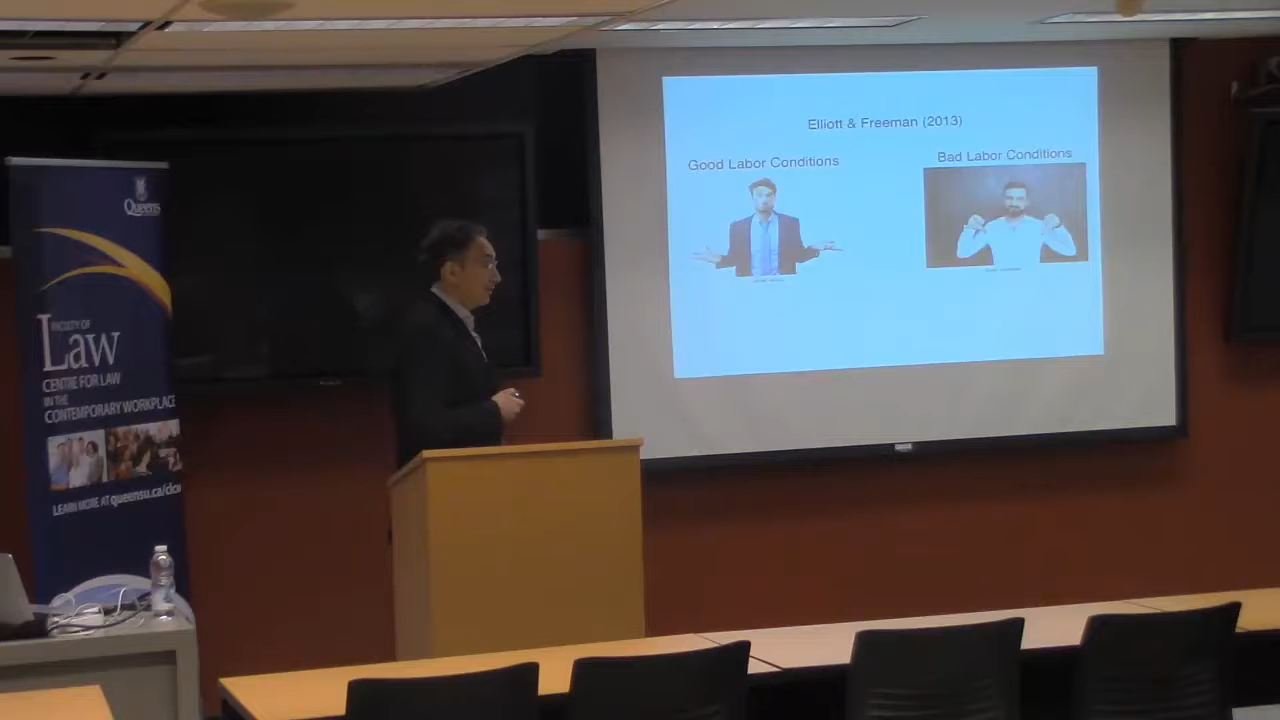 Queen's
FACULTY OF
Law
CENTRE FOR LAW
IN THE
CONTEMPORARY WORKPLACE
LEARN MORE AT queensu.ca/clcw
Elliott & Freeman (2013)
Good Labor Conditions
Bad Labor Conditions